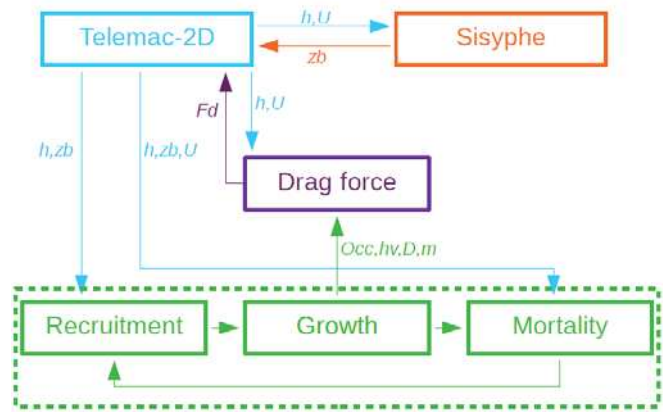 h,U
Telemac-2D
Sisyphe
zb
Fd
h,U
h,zb
h,zb,U
Drag force
Occ,hv,D,m
Recruitment
Growth
Mortality